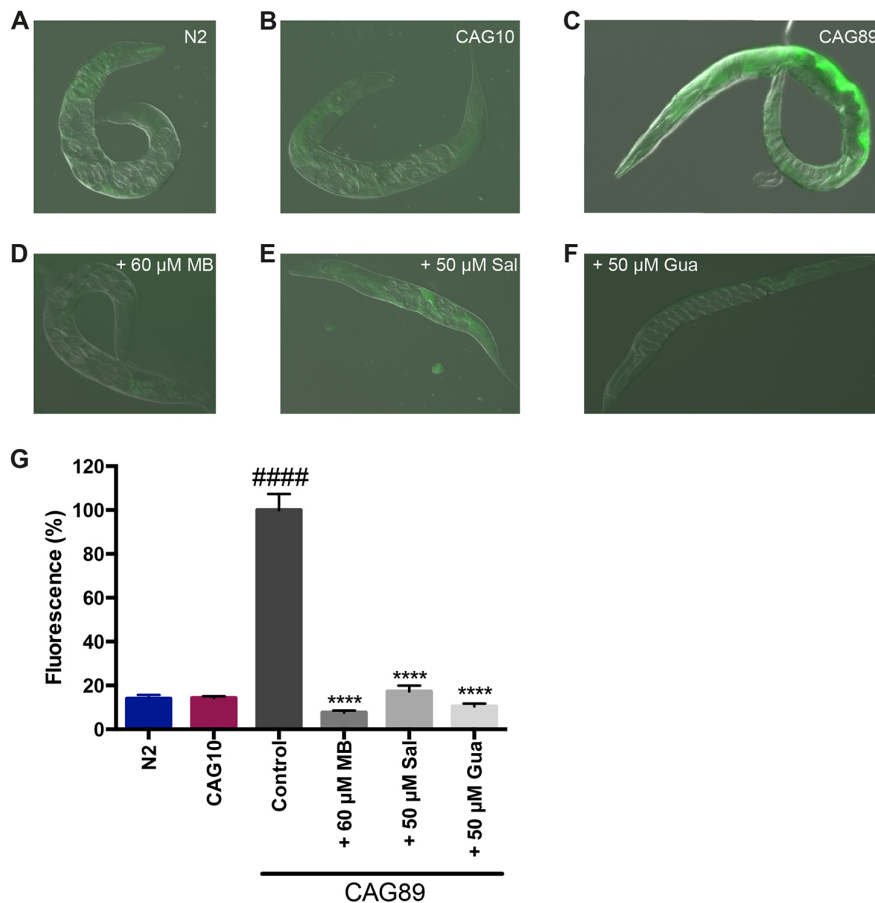 A
N2
B
CAG10
C
CAG89
D
+ 60 µM MB
E
+ 50 µM Sal
F
+ 50 µM Gua
G
Fluorescence (%)
120
100
80
60
40
20
0
####
****
****
****
N2
CAG10
Control
+ 60 µM MB
+ 50 µM Sal
+ 50 µM Gua
CAG89